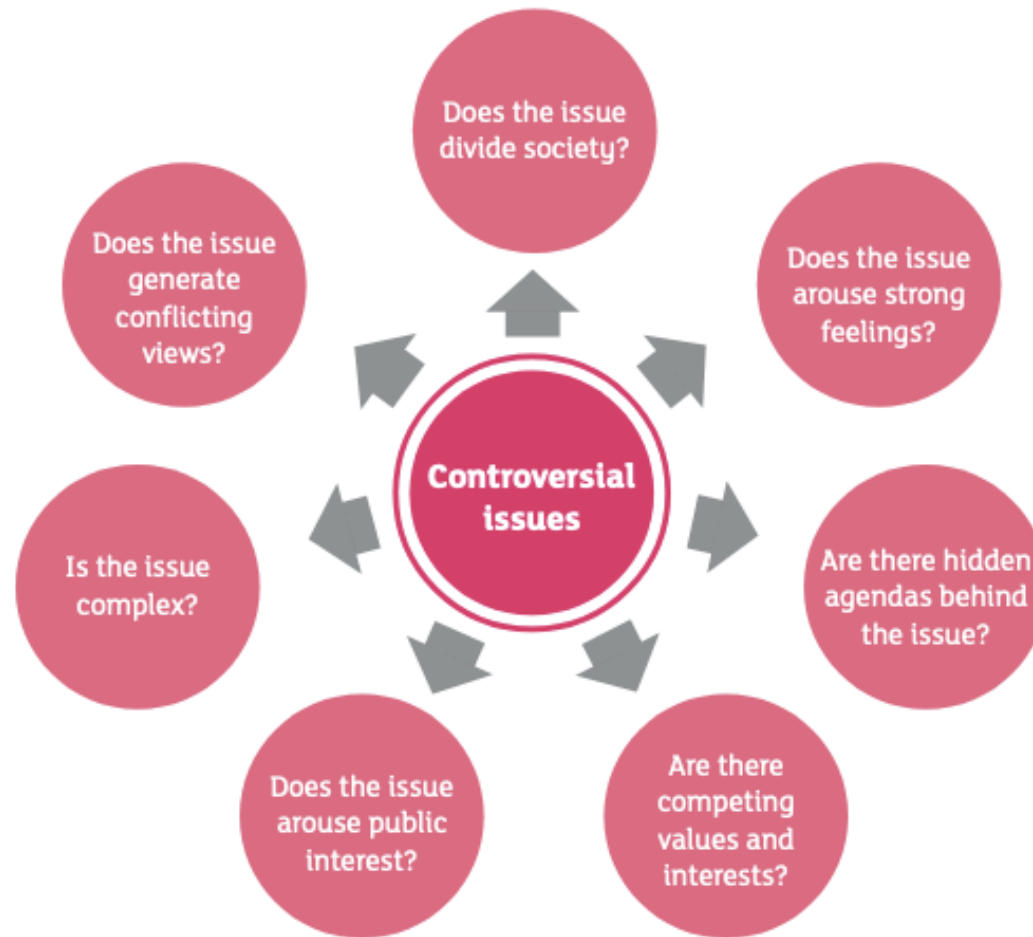 Does the issue
divide society?
Does the issue
arouse strong
feelings?
Are there hidden
agendas behind
the issue?
Are there
competing
values and
interests?
Does the issue
arouse public
interest?
Is the issue
complex?
Does the issue
generate
conflicting
views?
Controversial
issues